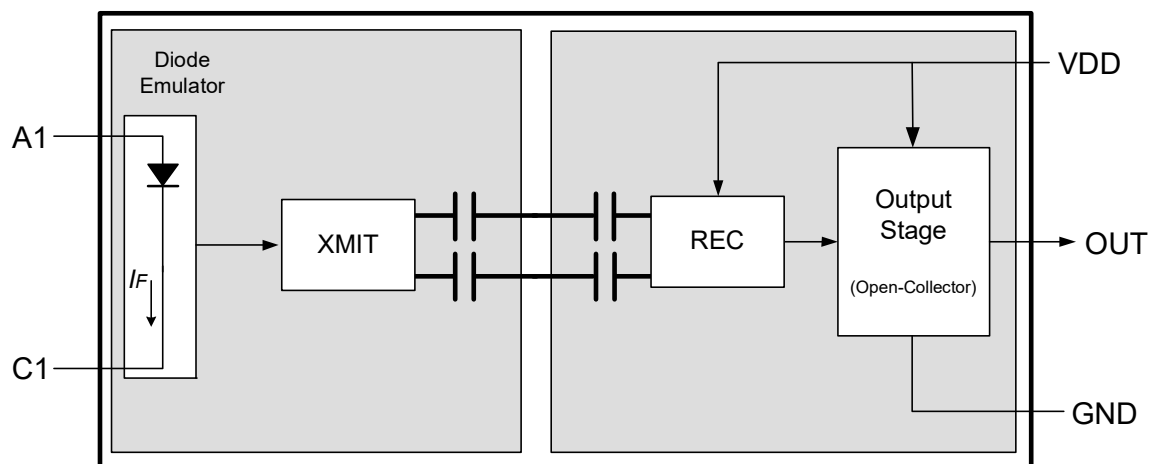 Diode
Emulator
A1
IF
C1
XMIT
REC
Output
Stage
(Open-Collector)
VDD
OUT
GND